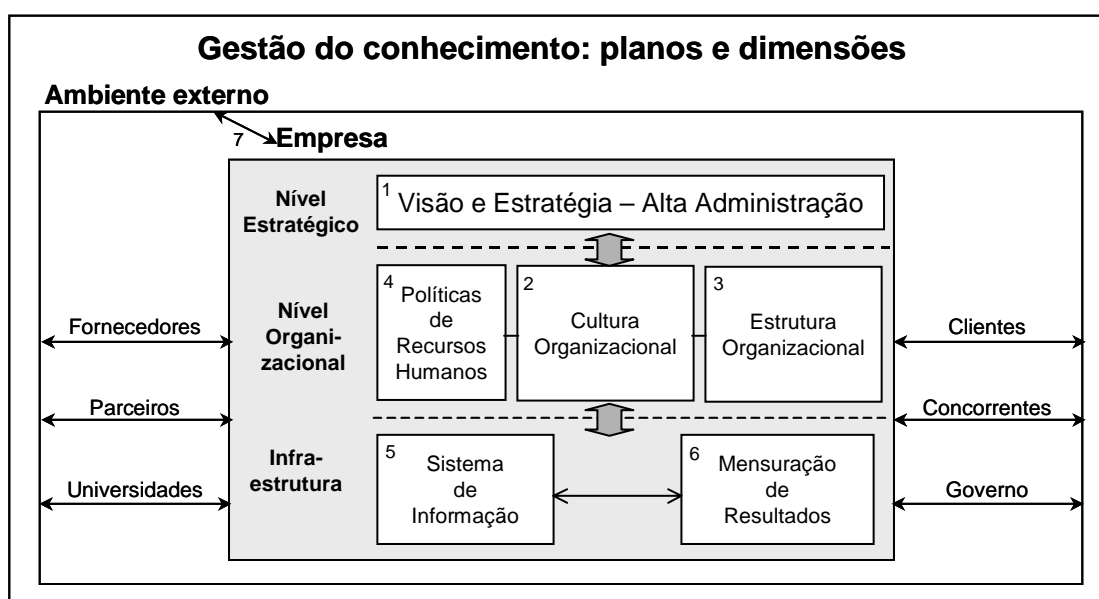 Gestão do conhecimento: planos e dimensões
Ambiente externo
7
Empresa
Nível
Estratégico
1
Visão e Estratégia – Alta Administração
Nível
Organi-
zacional
4
Políticas
de
Recursos
Humanos
2
Cultura
Organizacional
3
Estrutura
Organizacional
Fornecedores
Parceiros
Universidades
Clientes
Concorrentes
Governo
Infra-
estrutura
5
Sistema
de
Informação
6
Mensuração
de
Resultados